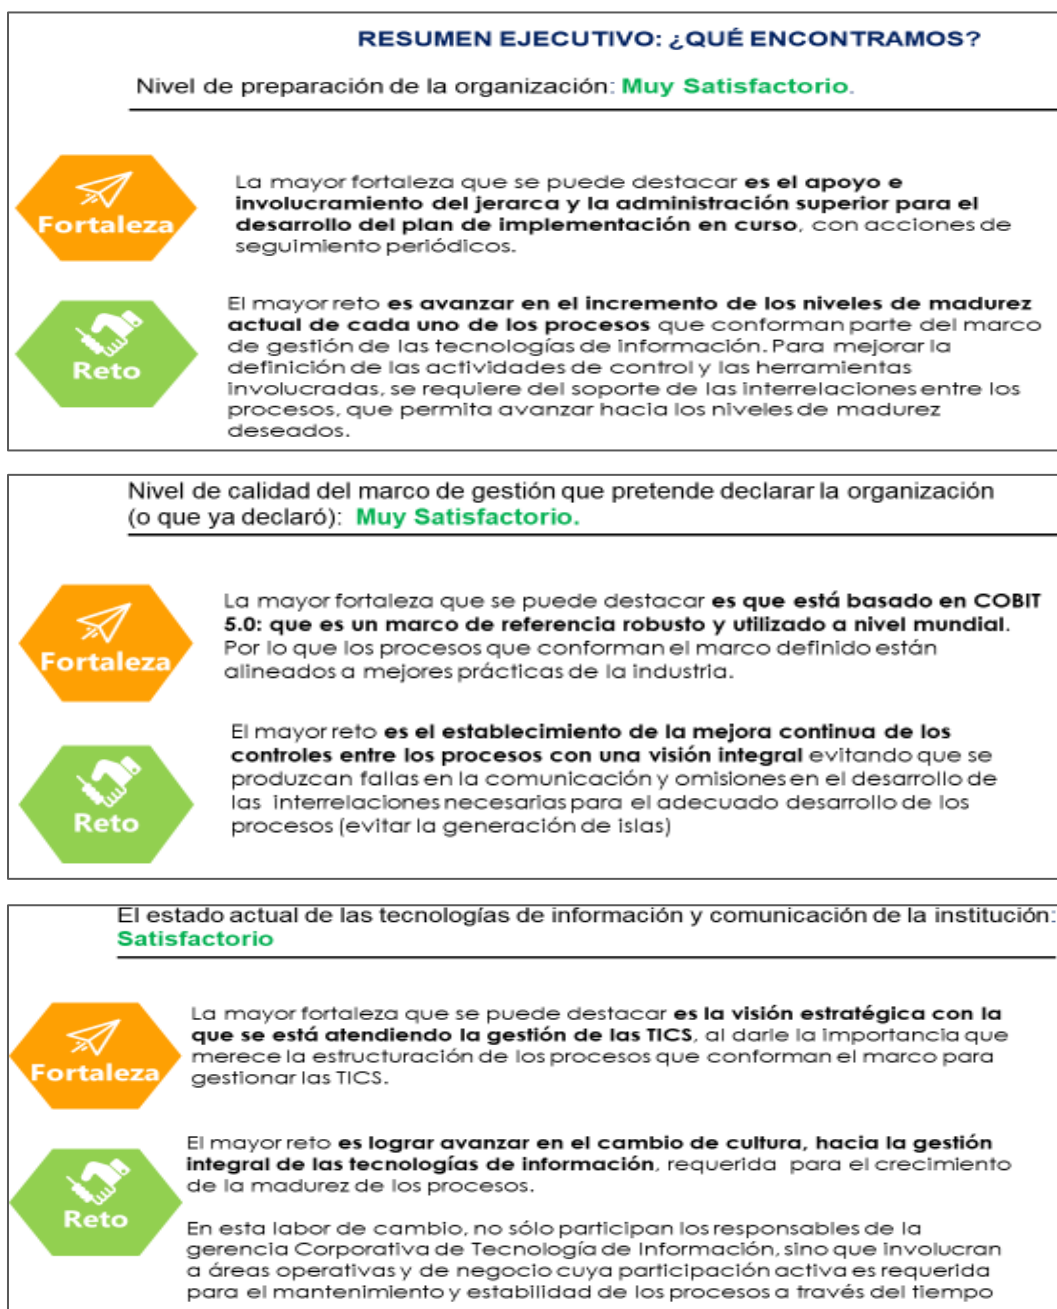 RESUMEN EJECUTIVO: ¿QUÉ ENCONTRAMOS?
Nivel de preparación de la organización: Muy Satisfactorio.
Fortaleza
La mayor fortaleza que se puede destacar es el apoyo e
involucramiento del jerarca y la administración superior para el
desarrollo del plan de implementación en curso, con acciones de
seguimiento periódicos.
Reto
El mayor reto es avanzar en el incremento de los niveles de madurez
actual de cada uno de los procesos que conforman parte del marco
de gestión de las tecnologías de información. Para mejorar la
definición de las actividades de control y las herramientas
involucradas, se requiere del soporte de las interrelaciones entre los
procesos, que permita avanzar hacia los niveles de madurez
deseados.
Nivel de calidad del marco de gestión que pretende declarar la organización
(o que ya declaró): Muy Satisfactorio.
Fortaleza
La mayor fortaleza que se puede destacar es que está basado en COBIT
5.0: que es un marco de referencia robusto y utilizado a nivel mundial.
Por lo que los procesos que conforman el marco definido están
alineados a mejores prácticas de la industria.
Reto
El mayor reto es el establecimiento de la mejora continua de los
controles entre los procesos con una visión integral evitando que se
produzcan fallas en la comunicación y omisiones en el desarrollo de
las interrelaciones necesarias para el adecuado desarrollo de los
procesos (evitar la generación de islas)
El estado actual de las tecnologías de información y comunicación de la institución:
Satisfactorio
Fortaleza
La mayor fortaleza que se puede destacar es la visión estratégica con la
que se está atendiendo la gestión de las TICS, al darle la importancia que
merece la estructuración de los procesos que conforman el marco para
gestionar las TICS.
Reto
El mayor reto es lograr avanzar en el cambio de cultura, hacia la gestión
integral de las tecnologías de información, requerida para el crecimiento
de la madurez de los procesos.
En esta labor de cambio, no sólo participan los responsables de la
gerencia Corporativa de Tecnología de Información, sino que involucran
a áreas operativas y de negocio cuya participación activa es requerida
para el mantenimiento y estabilidad de los procesos a través del tiempo